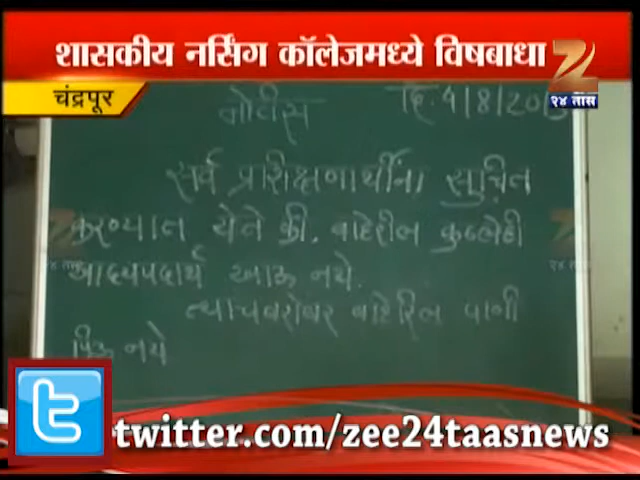 शासकीय नर्सिंग कॉलेजमध्ये विषबाधा
चंद्रपूर
२४ तास
नोटीस
दि.
सर्व प्रशिक्षणार्थींना सुचित
करण्यात येते की, बाहेरील कुठलेही
खाद्यपदार्थ खाऊ नये.
त्याचबरोबर बाहेरिल पाणी
पिऊ नये
twitter.com/zee24taasnews